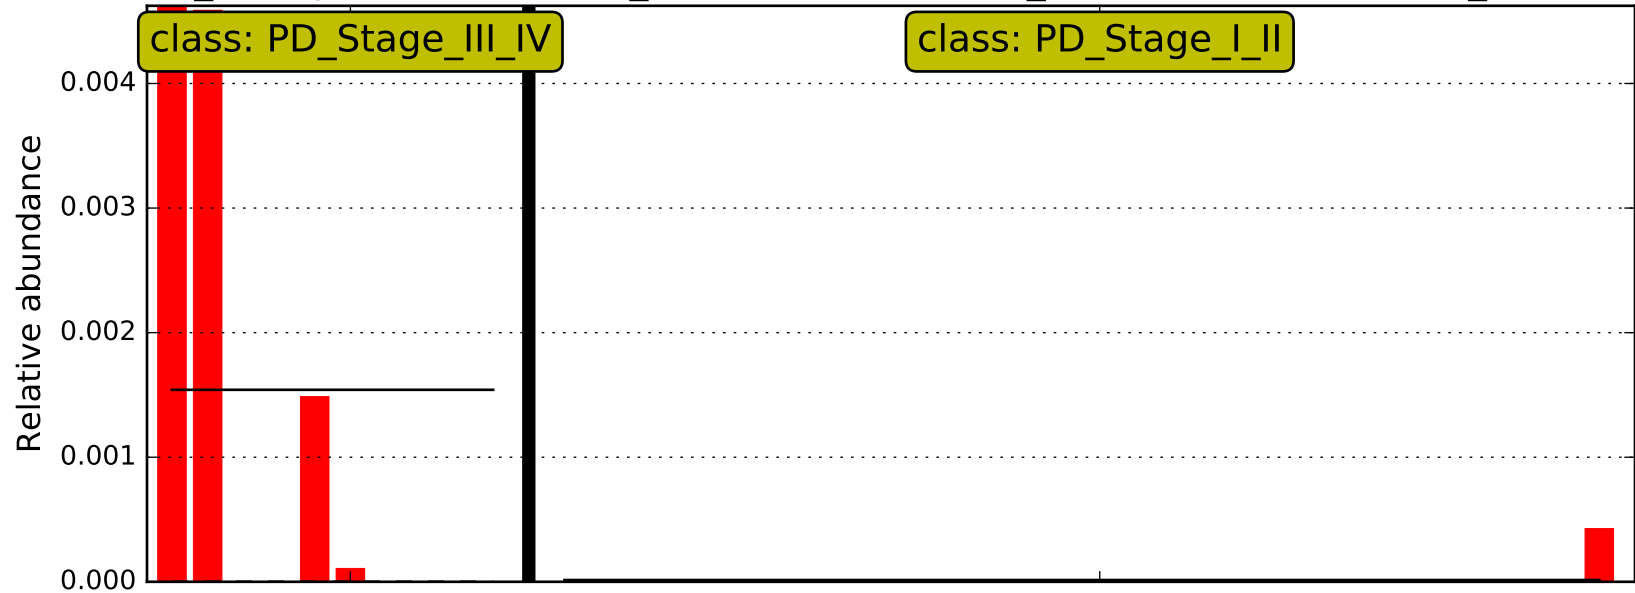 class: PD_Stage_III_IV
class: PD_Stage_I_II
Relative abundance
0.004
0.003
0.002
0.001
0.000